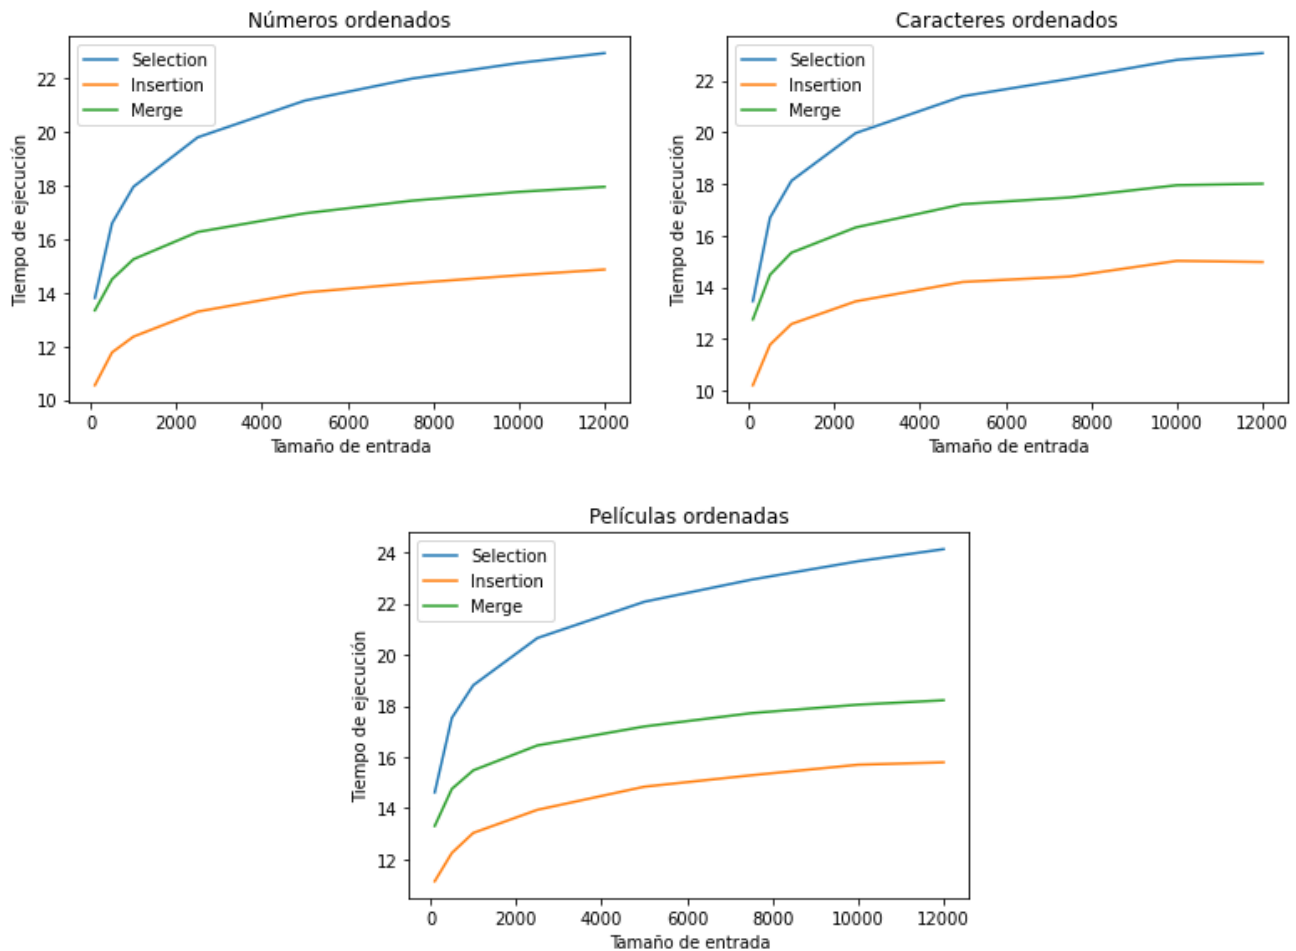 Números ordenados
Selection
Insertion
Merge
22
20
18
16
14
12
10
Tiempo de ejecución
0 2000 4000 6000 8000 10000 12000
Tamaño de entrada
Caracteres ordenados
Selection
Insertion
Merge
22
20
18
16
14
12
10
Tiempo de ejecución
0 2000 4000 6000 8000 10000 12000
Tamaño de entrada
Películas ordenadas
Selection
Insertion
Merge
24
22
20
18
16
14
12
Tiempo de ejecución
0 2000 4000 6000 8000 10000 12000
Tamaño de entrada